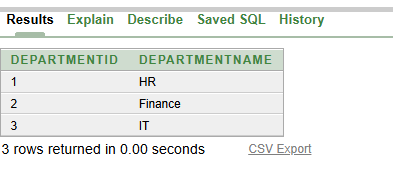 Results Explain Describe Saved SQL History
DEPARTMENTID DEPARTMENTNAME
1 HR
2 Finance
3 IT
3 rows returned in 0.00 seconds CSV Export